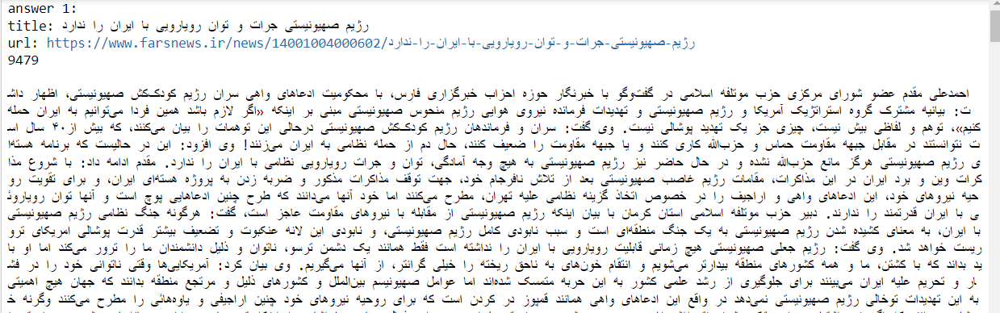 answer 1:
title: رژیم صهیونیستی جرات و توان رویارویی با ایران را ندارد
url: https://www.farsnews.ir/news/14001004000602/رژیم-صهیونیستی-جرات-و-توان-رویارویی-با-ایران-را-ندارد
9479
احمدعلی مقدم عضو شورای مرکزی حزب موتلفه اسلامی در گفت‌وگو با خبرنگار حوزه احزاب خبرگزاری فارس، با محکومیت ادعاهای واهی سران رژیم کودک‌کش صهیونیستی، اظهار داش
ت: بیانیه مشترک گروه استراتژیک آمریکا و رژیم صهیونیستی و تهدیدات فرمانده نیروی هوایی رژیم منحوس صهیونیستی مبنی بر اینکه «اگر لازم باشد همین فردا می‌توانیم به ایران حمله
کنیم»، توهم و لفاظی بیش نیست، چیزی جز یک تهدید پوشالی نیست. وی گفت: سران و فرماندهان رژیم کودک‌کش صهیونیستی درحالی این توهمات را بیان می‌کنند، که بیش از۴۰ سال اس
ت نتوانستند در مقابل جبهه مقاومت حماس و حزب‌الله کاری کنند و یا جبهه مقاومت را ضعیف کنند، حال دم از حمله نظامی به ایران می‌زنند! وی افزود: این در حالیست که برنامه هسته‌ا
ی رژیم صهیونیستی هرگز مانع حزب‌الله نشده و در حال حاضر نیز رژیم صهیونیستی به هیچ وجه آمادگی، توان و جرات رویارویی نظامی با ایران را ندارد. مقدم ادامه داد: با شروع مذا
کرات وین و برد ایران در این مذاکرات، مقامات رژیم غاصب صهیونیستی بعد از تلاش نافرجام خود، جهت توقف مذاکرات مذکور و ضربه زدن به پروژه هسته‌ای ایران، و برای تقویت رو
حیه نیروهای خود، این ادعاهای واهی و اراجیف را در خصوص اتخاذ گزینه نظامی علیه تهران، مطرح می‌کنند اما خود آنها می‌دانند که طرح چنین ادعاهایی پوچ است و آنها توان رویاروئ
ی با ایران قدرتمند را ندارند. دبیر حزب موتلفه اسلامی استان کرمان با بیان اینکه رژیم صهیونیستی از مقابله با نیروهای مقاومت عاجز است، گفت: هرگونه جنگ نظامی رژیم صهیونیستی
با ایران، به معنای کشیده شدن رژیم صهیونیستی به یک جنگ منطقه‌ای است و سبب نابودی کامل رژیم صهیونیستی، و نابودی این لانه عنکبوت و تضعیف بیشتر قدرت پوشالی امریکای ترو
ریست خواهد شد. وی گفت: رژیم جعلی صهیونیستی هیچ زمانی قابلیت رویارویی با ایران را نداشته است فقط همانند یک دشمن ترسو، ناتوان و ذلیل دانشمندان ما را ترور می‌کند اما او با
ید بداند که با کشتن، ما و همه کشورهای منطقه بیدارتر می‌شویم و انتقام خون‌های به ناحق ریخته را خیلی گرانتر، از آنها می‌گیریم. وی بیان کرد: آمریکایی‌ها وقتی ناتوانی خود را در فش
ار و تحریم علیه ایران می‌بینند برای جلوگیری از رشد علمی کشور به این حربه متمسک شده‌اند اما عوامل صهیونیسم بین‌الملل و کشورهای ذلیل و مرتجع منطقه بدانند که جهان هیچ اهمیتی
به این تهدیدات توخالی رژیم صهیونیستی نمی‌دهد در واقع این ادعاهای واهی همانند قمپوز در کردن است که برای روحیه نیروهای خود چنین اراجیفی و یاوه‌هائی را مطرح می‌کنند وگرنه خ